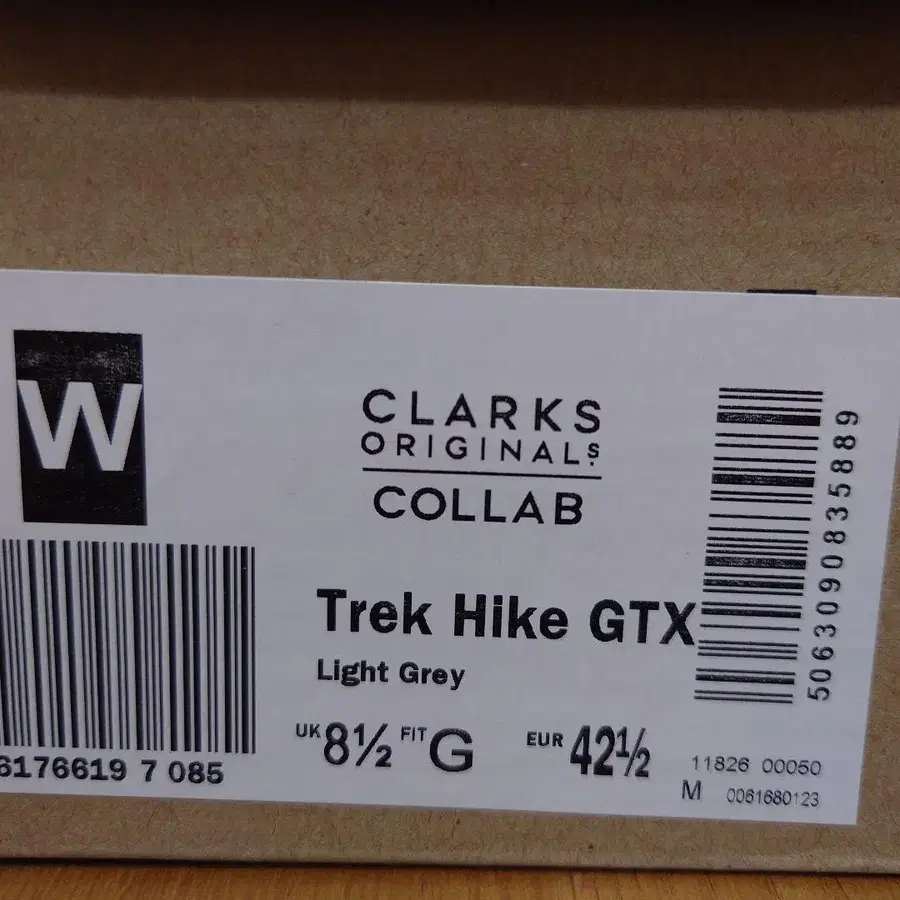 W
CLARKS
ORIGINALS.
COLLAB
Trek Hike GTX
Light Grey
UK 8½ FIT G EUR 42½
6176619 7 085
5063090835889
11826 00050
M 0061680123